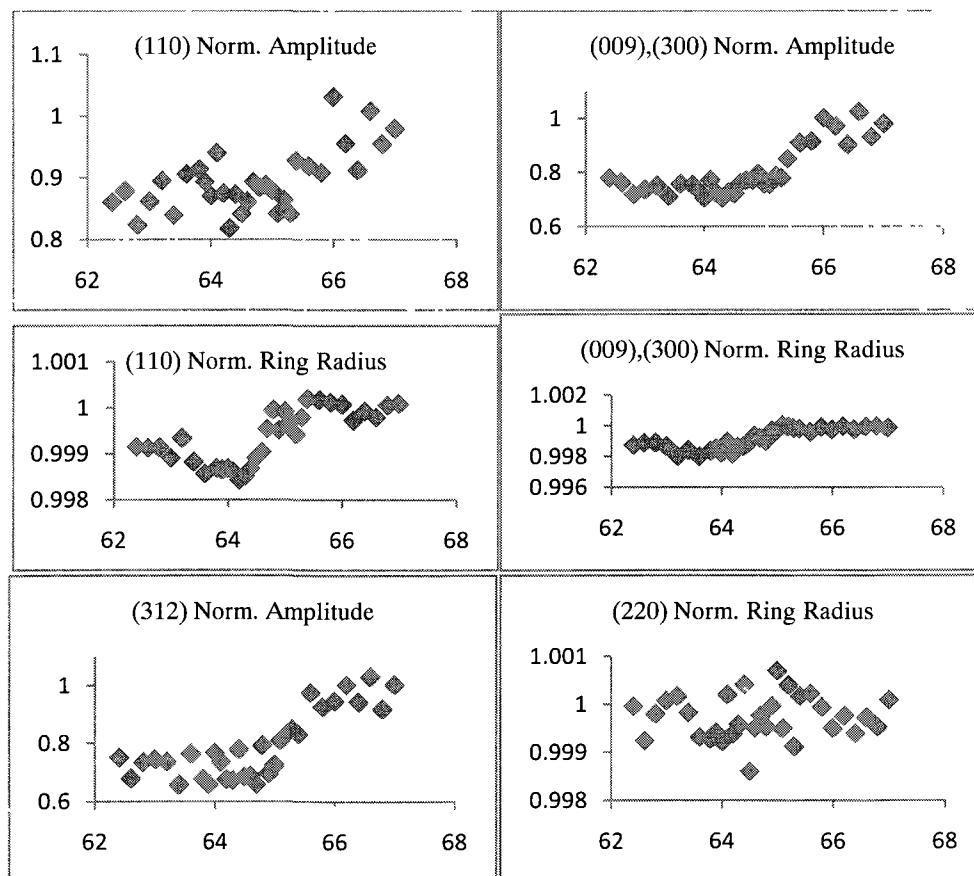 (110) Norm. Amplitude
1.1
1
0.9
0.8
62 64 66 68
(009),(300) Norm. Amplitude
1
0.8
0.6
62 64 66 68
(110) Norm. Ring Radius
1.001
1
0.999
0.998
62 64 66 68
(009),(300) Norm. Ring Radius
1.002
1
0.998
0.996
62 64 66 68
(312) Norm. Amplitude
1
0.8
0.6
62 64 66 68
(220) Norm. Ring Radius
1.001
1
0.999
0.998
62 64 66 68